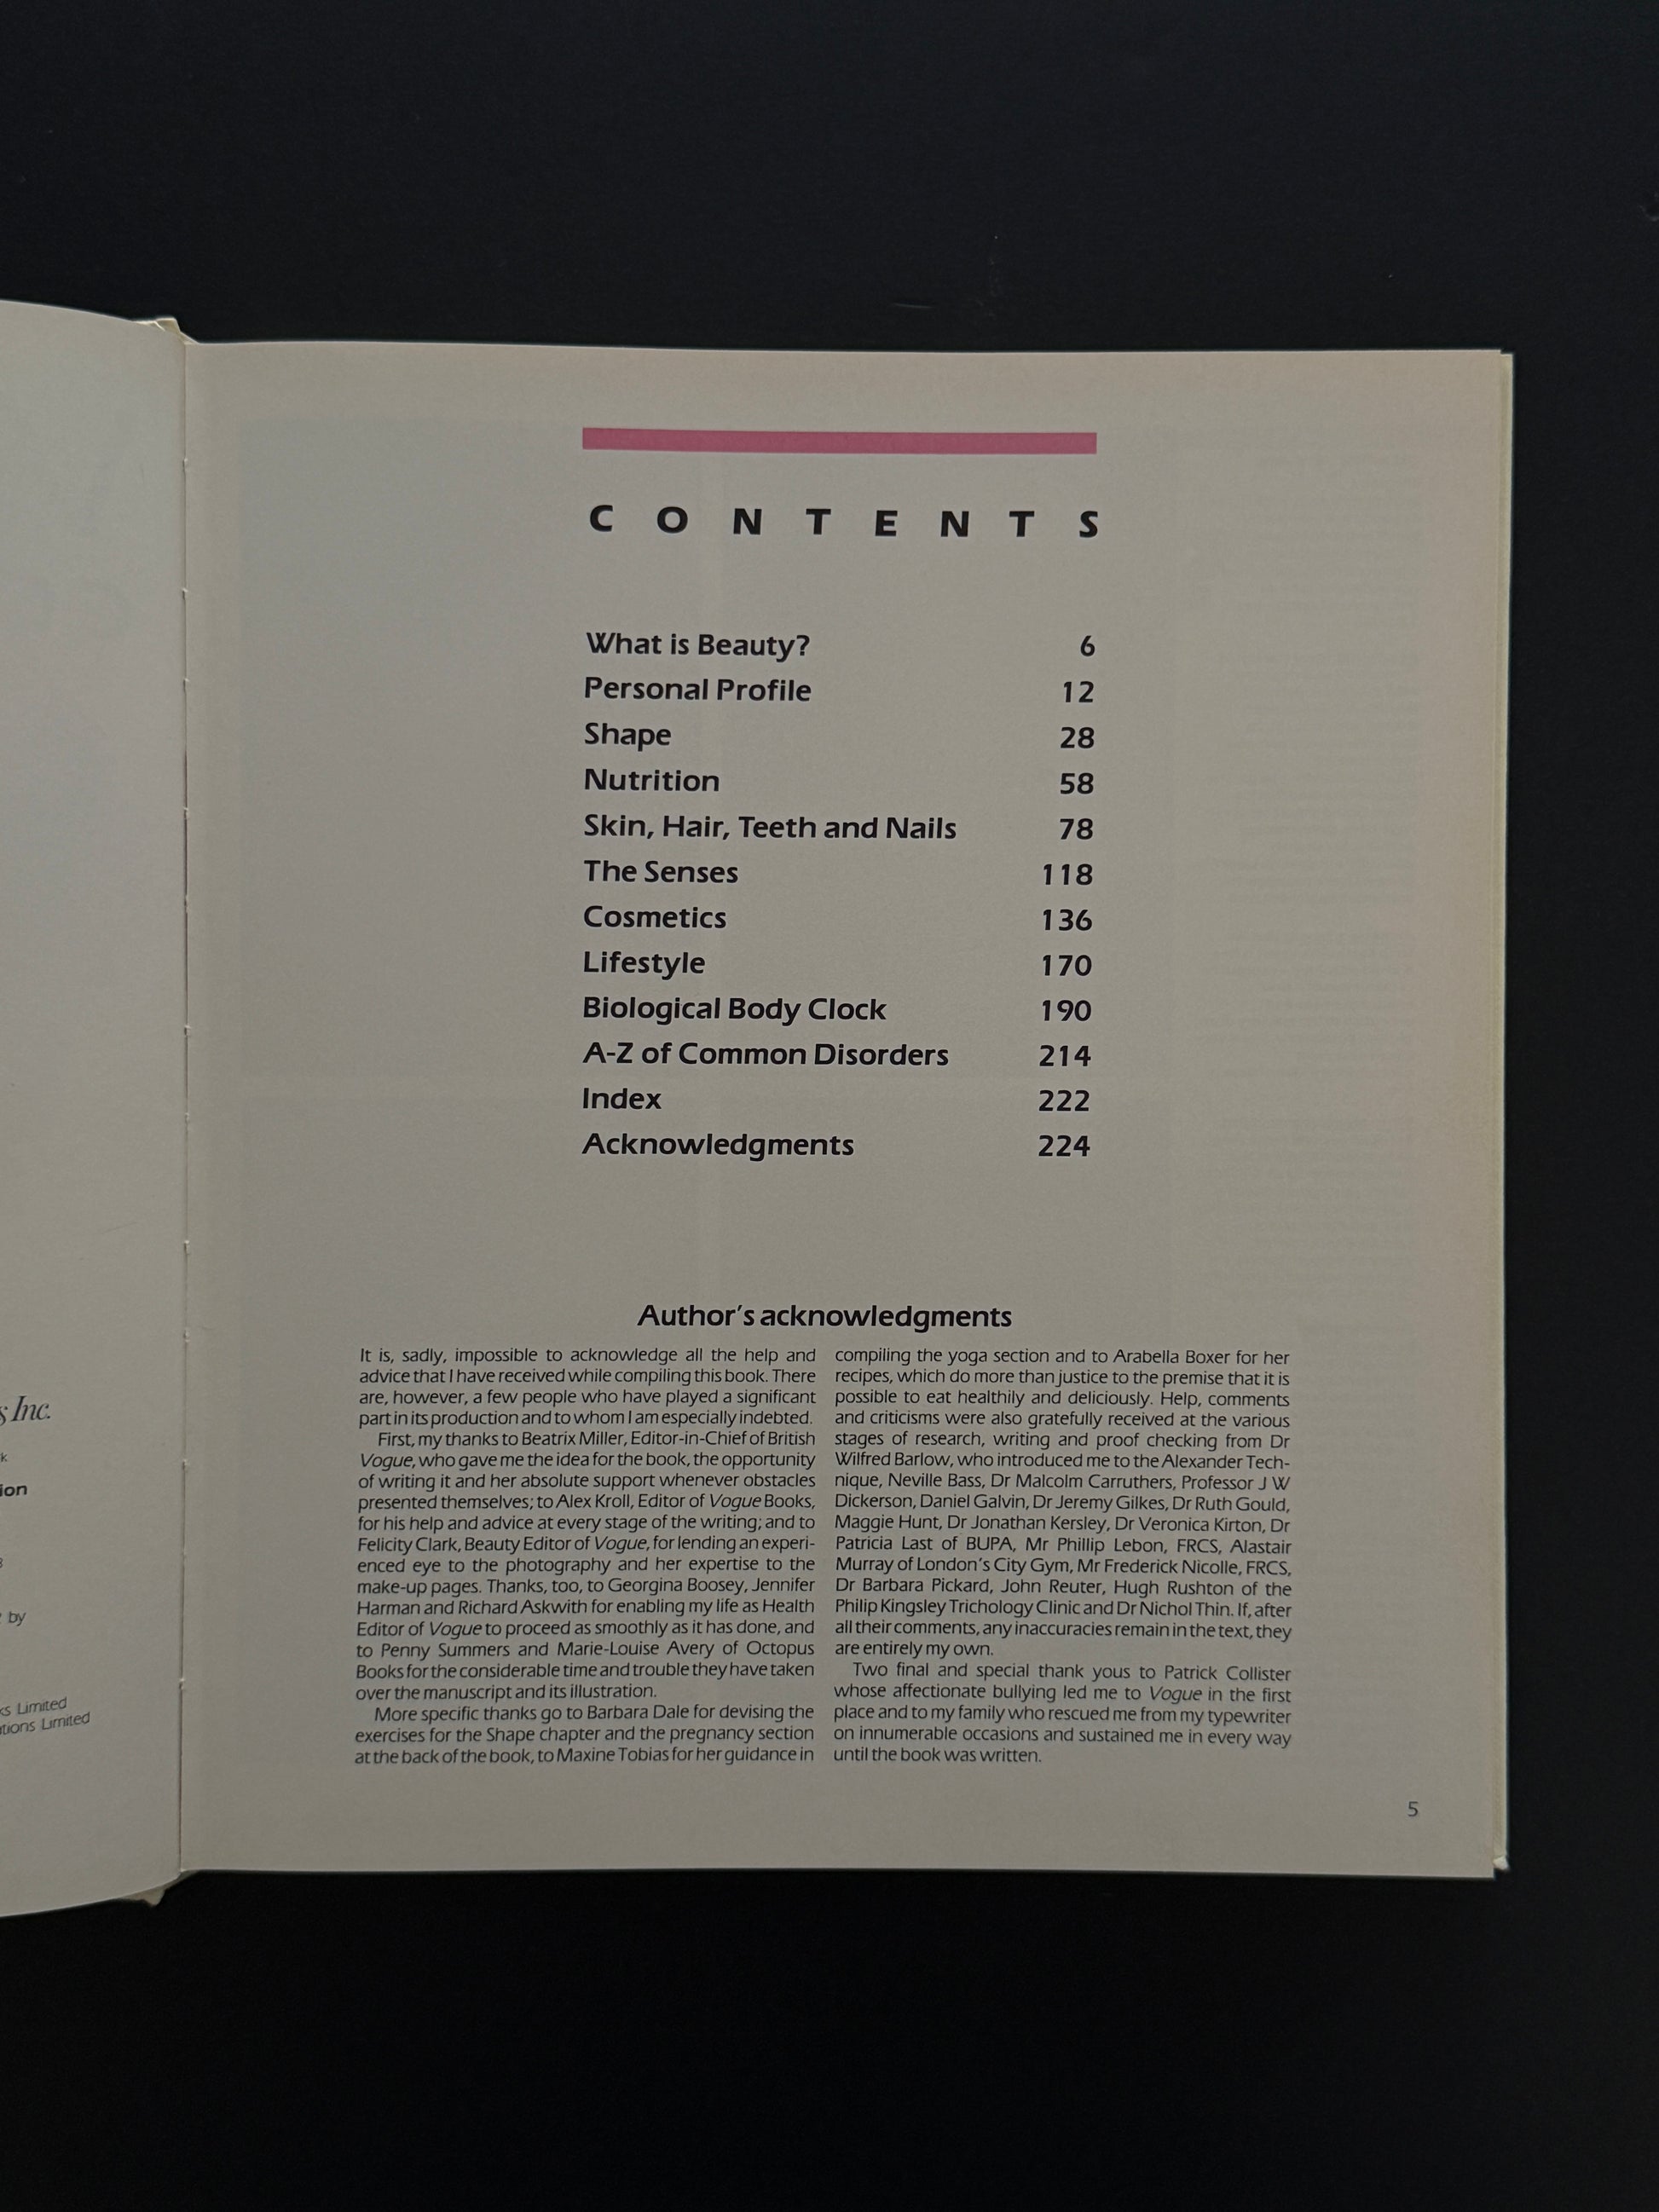 s Inc.
k
ion
by
ks Limited
tions Limited
CONTENTS
What is Beauty? 6
Personal Profile 12
Shape 28
Nutrition 58
Skin, Hair, Teeth and Nails 78
The Senses 118
Cosmetics 136
Lifestyle 170
Biological Body Clock 190
A-Z of Common Disorders 214
Index 222
Acknowledgments 224
Author's acknowledgments
It is, sadly, impossible to acknowledge all the help and
advice that I have received while compiling this book. There
are, however, a few people who have played a significant
part in its production and to whom I am especially indebted.
First, my thanks to Beatrix Miller, Editor-in-Chief of British
Vogue, who gave me the idea for the book, the opportunity
of writing it and her absolute support whenever obstacles
presented themselves; to Alex Kroll, Editor of Vogue Books,
for his help and advice at every stage of the writing; and to
Felicity Clark, Beauty Editor of Vogue, for lending an experi-
enced eye to the photography and her expertise to the
make-up pages. Thanks, too, to Georgina Boosey, Jennifer
Harman and Richard Askwith for enabling my life as Health
Editor of Vogue to proceed as smoothly as it has done, and
to Penny Summers and Marie-Louise Avery of Octopus
Books for the considerable time and trouble they have taken
over the manuscript and its illustration.
More specific thanks go to Barbara Dale for devising the
exercises for the Shape chapter and the pregnancy section
at the back of the book, to Maxine Tobias for her guidance in
compiling the yoga section and to Arabella Boxer for her
recipes, which do more than justice to the premise that it is
possible to eat healthily and deliciously. Help, comments
and criticisms were also gratefully received at the various
stages of research, writing and proof checking from Dr
Wilfred Barlow, who introduced me to the Alexander Tech-
nique, Neville Bass, Dr Malcolm Carruthers, Professor J W
Dickerson, Daniel Galvin, Dr Jeremy Gilkes, Dr Ruth Gould,
Maggie Hunt, Dr Jonathan Kersley, Dr Veronica Kirton, Dr
Patricia Last of BUPA, Mr Phillip Lebon, FRCS, Alastair
Murray of London's City Gym, Mr Frederick Nicolle, FRCS,
Dr Barbara Pickard, John Reuter, Hugh Rushton of the
Philip Kingsley Trichology Clinic and Dr Nichol Thin. If, after
all their comments, any inaccuracies remain in the text, they
are entirely my own.
Two final and special thank yous to Patrick Collister
whose affectionate bullying led me to Vogue in the first
place and to my family who rescued me from my typewriter
on innumerable occasions and sustained me in every way
until the book was written.
5